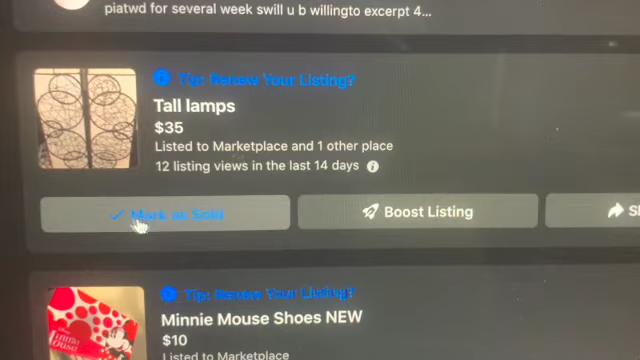 piatwd for several week swill u b willingto excerpt 4...
Tip: Renew Your Listing?
Tall lamps
$35
Listed to Marketplace and 1 other place
12 listing views in the last 14 days
Mark as Sold
Boost Listing
Tip: Renew Your Listing?
Minnie Mouse Shoes NEW
$10
Listed to Marketplace